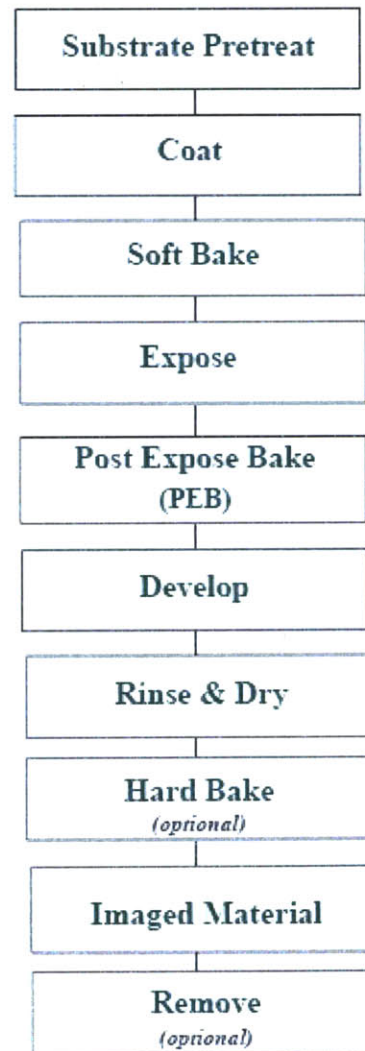 Substrate Pretreat
Coat
Soft Bake
Expose
Post Expose Bake
(PEB)
Develop
Rinse & Dry
Hard Bake
(optional)
Imaged Material
Remove
(optional)